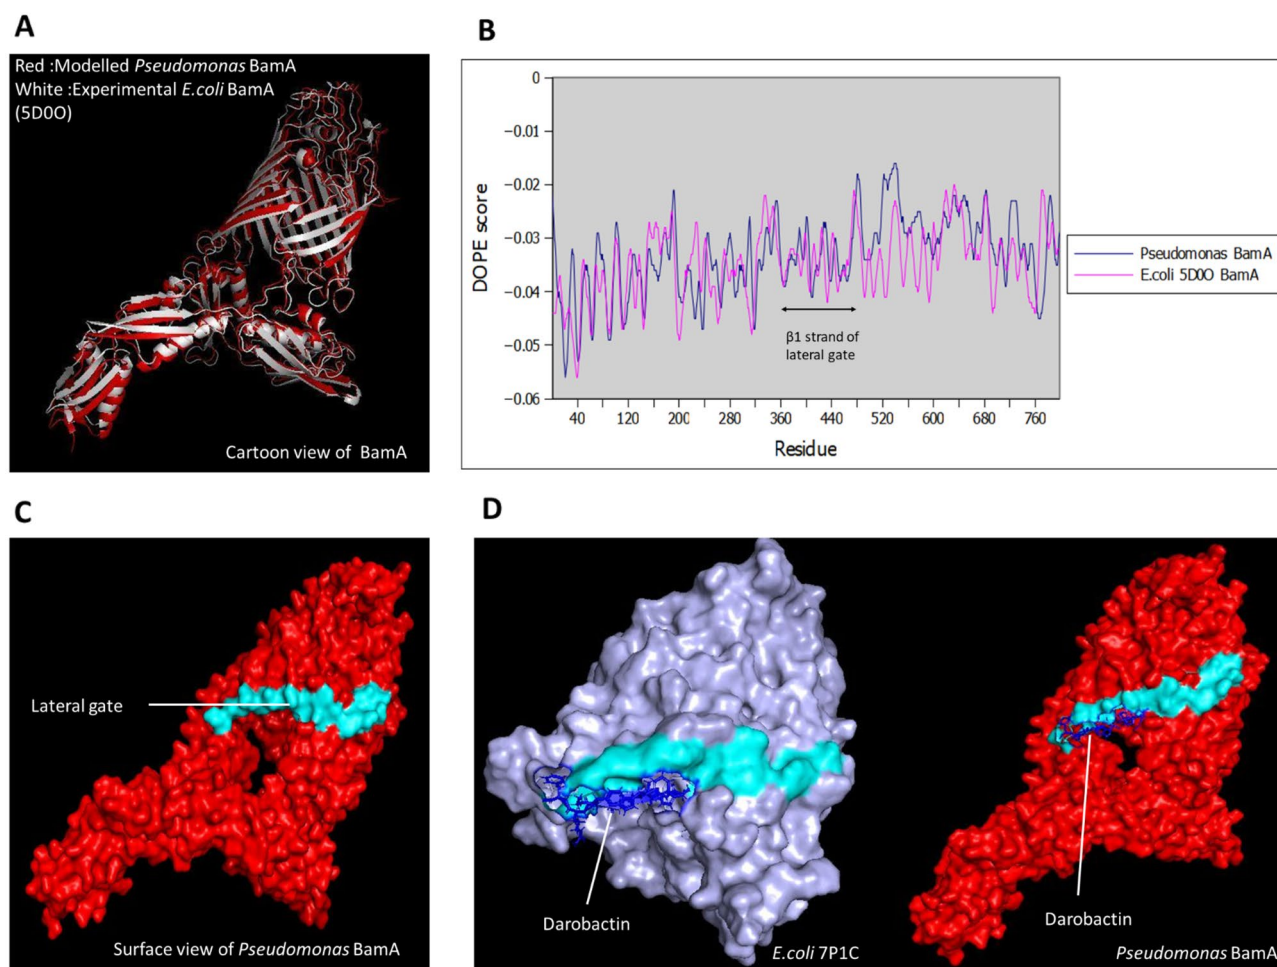 A
Red :Modelled Pseudomonas BamA
White :Experimental E.coli BamA
(5D0O)
Cartoon view of BamA
B
0
−0.01
−0.02
−0.03
−0.04
−0.05
−0.06
DOPE score
40 120 200 280 360 440 520 600 680 760
Residue
β1 strand of
lateral gate
Pseudomonas BamA
E.coli 5D0O BamA
C
Lateral gate
Surface view of Pseudomonas BamA
D
Darobactin
E.coli 7P1C
Darobactin
Pseudomonas BamA